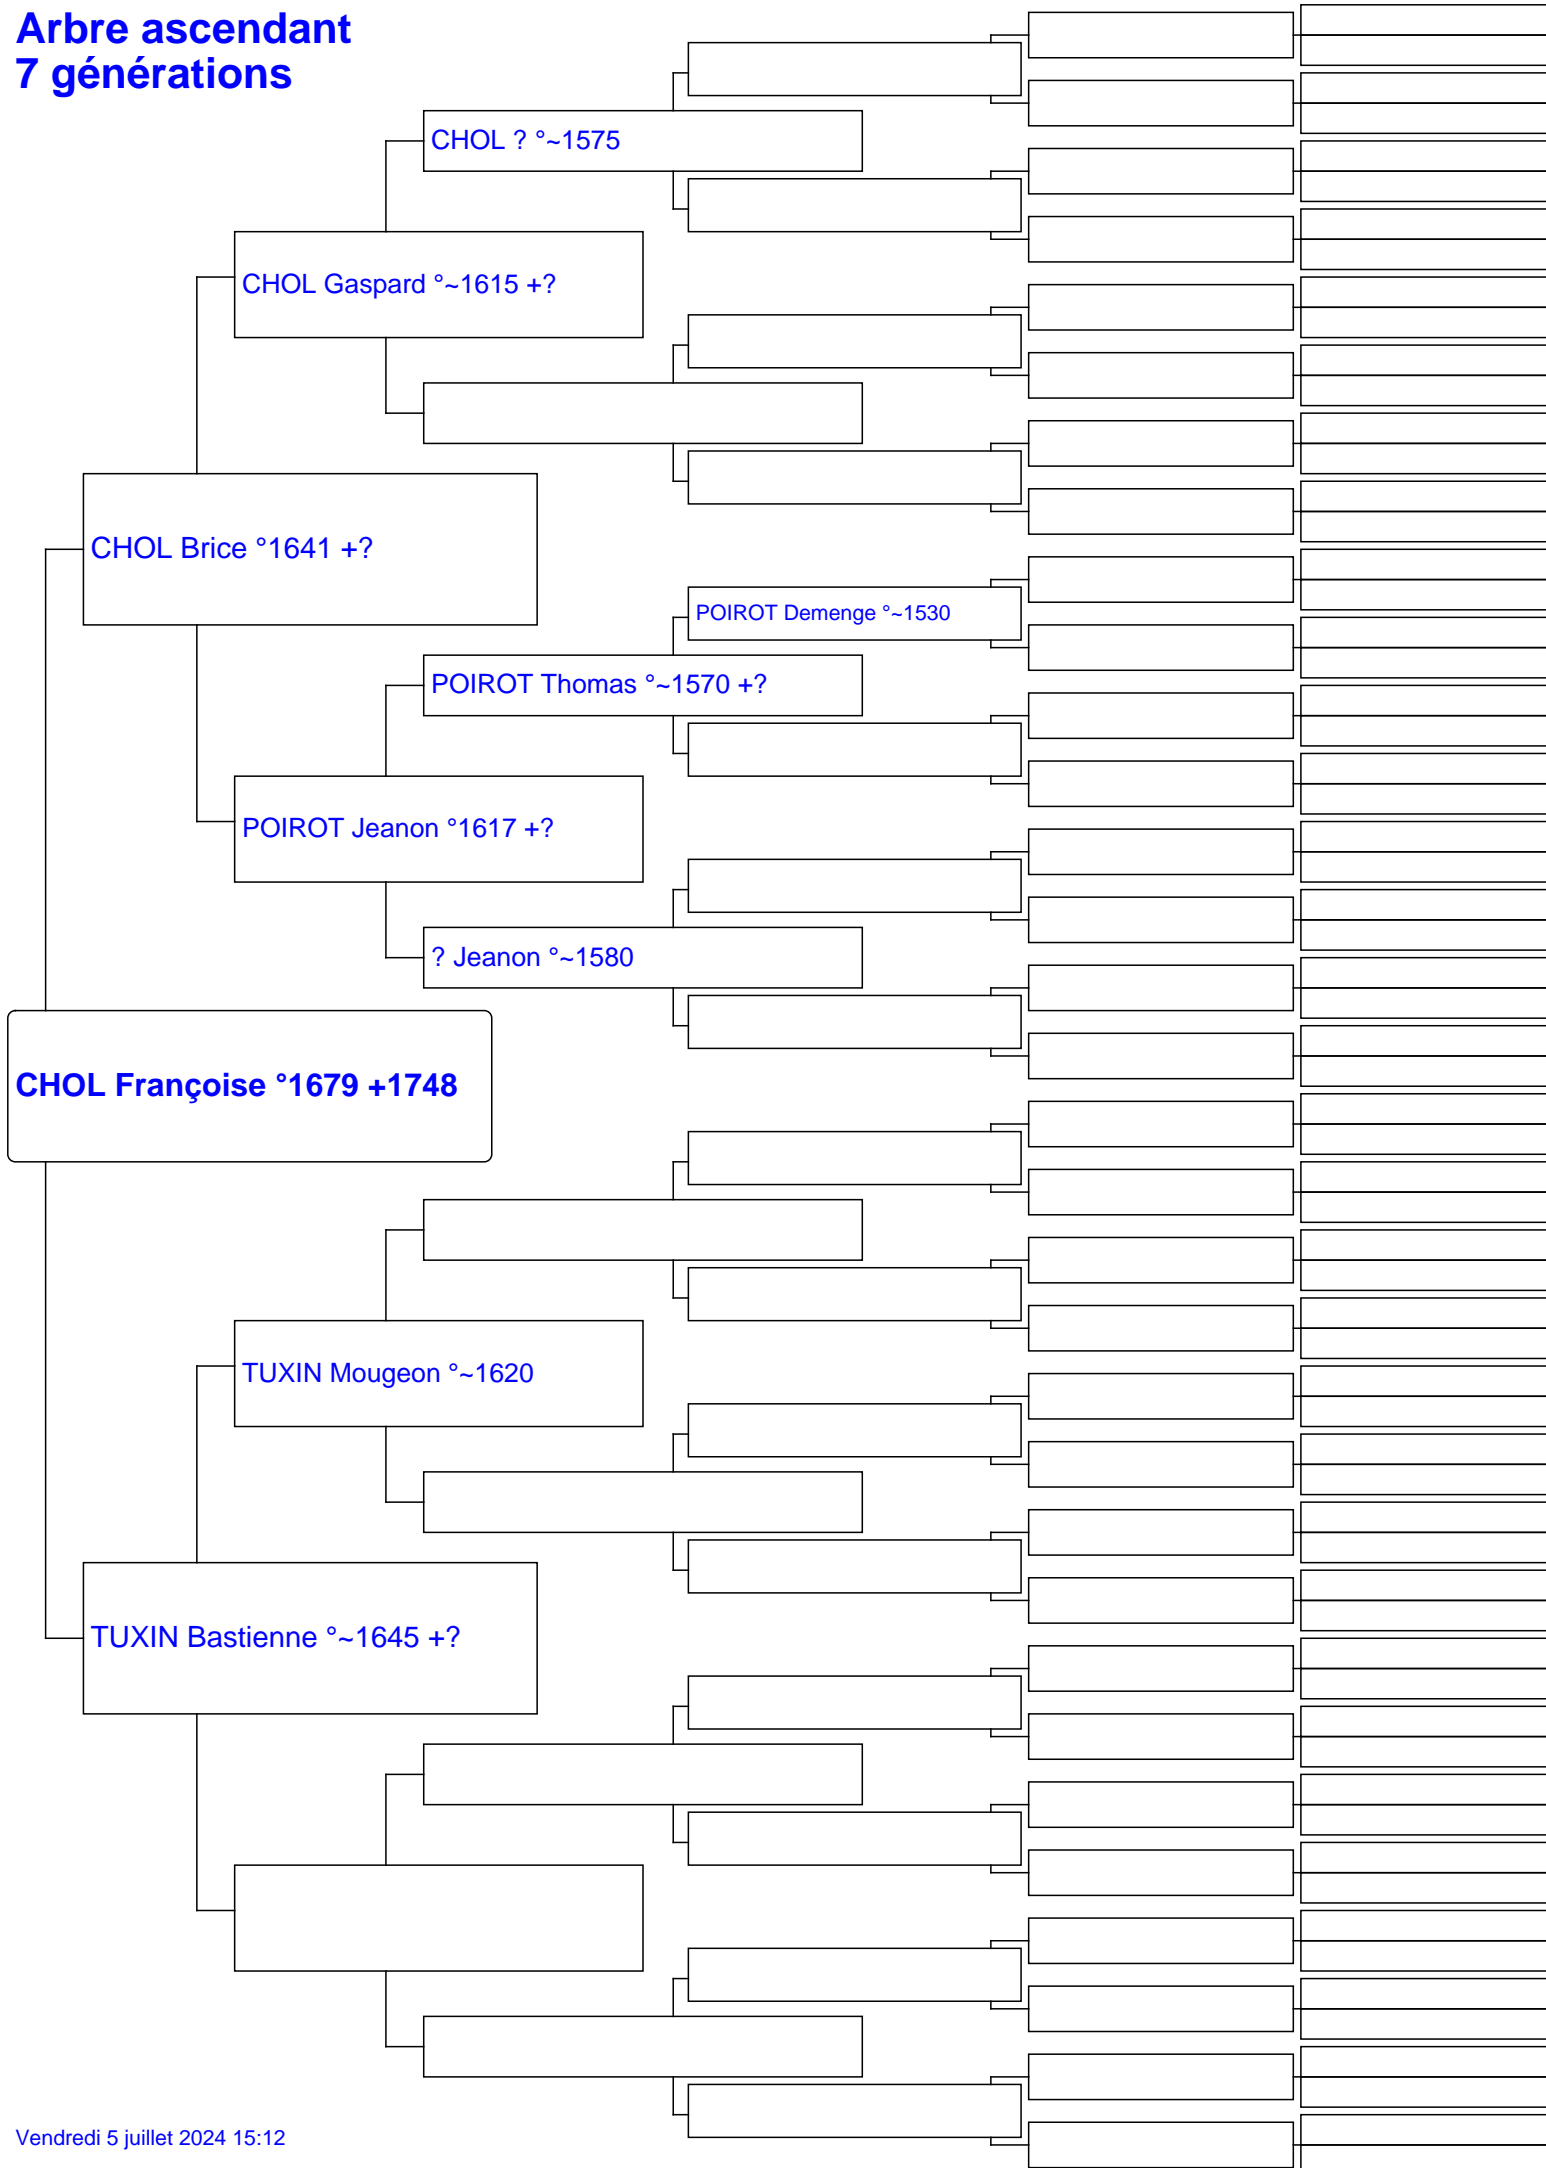 Arbre ascendant
7 générations
CHOL ? °~1575
CHOL Gaspard °~1615 +?
CHOL Brice °1641 +?
POIROT Demenge °~1530
POIROT Thomas °~1570 +?
POIROT Jeanon °1617 +?
? Jeanon °~1580
CHOL Françoise °1679 +1748
TUXIN Mougeon °~1620
TUXIN Bastienne °~1645 +?
Vendredi 5 juillet 2024 15:12